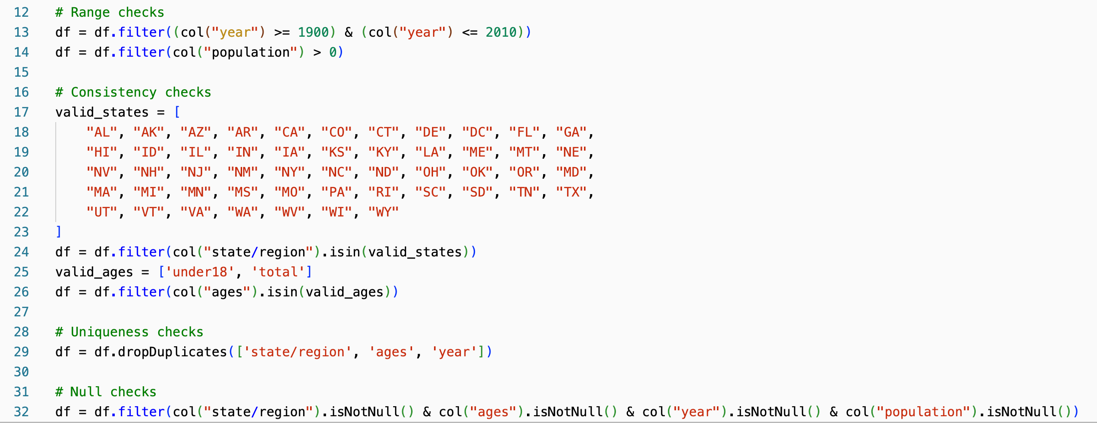 12 # Range checks
13 df = df.filter((col("year") >= 1900) & (col("year") <= 2010))
14 df = df.filter(col("population") > 0)
15
16 # Consistency checks
17 valid_states = [
18     "AL", "AK", "AZ", "AR", "CA", "CO", "CT", "DE", "DC", "FL", "GA",
19     "HI", "ID", "IL", "IN", "IA", "KS", "KY", "LA", "ME", "MT", "NE",
20     "NV", "NH", "NJ", "NM", "NY", "NC", "ND", "OH", "OK", "OR", "MD",
21     "MA", "MI", "MN", "MS", "MO", "PA", "RI", "SC", "SD", "TN", "TX",
22     "UT", "VT", "VA", "WA", "WV", "WI", "WY"
23 ]
24 df = df.filter(col("state/region").isin(valid_states))
25 valid_ages = ['under18', 'total']
26 df = df.filter(col("ages").isin(valid_ages))
27
28 # Uniqueness checks
29 df = df.dropDuplicates(['state/region', 'ages', 'year'])
30
31 # Null checks
32 df = df.filter(col("state/region").isNotNull() & col("ages").isNotNull() & col("year").isNotNull() & col("population").isNotNull())